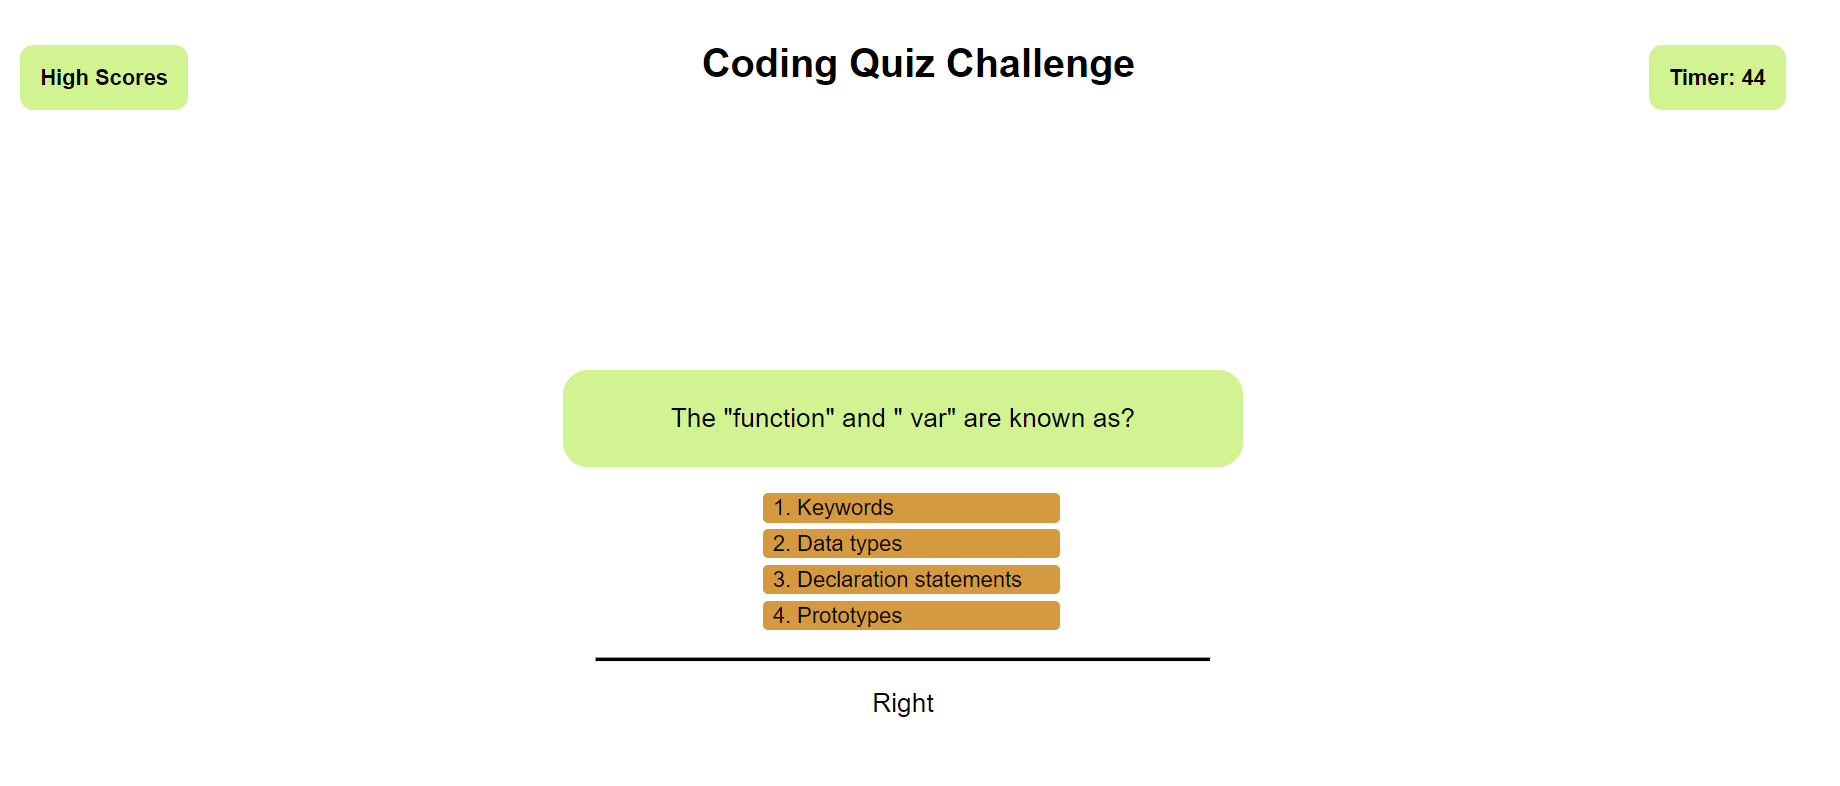 High Scores
Coding Quiz Challenge
Timer: 44
The "function" and " var" are known as?
1. Keywords
2. Data types
3. Declaration statements
4. Prototypes
Right